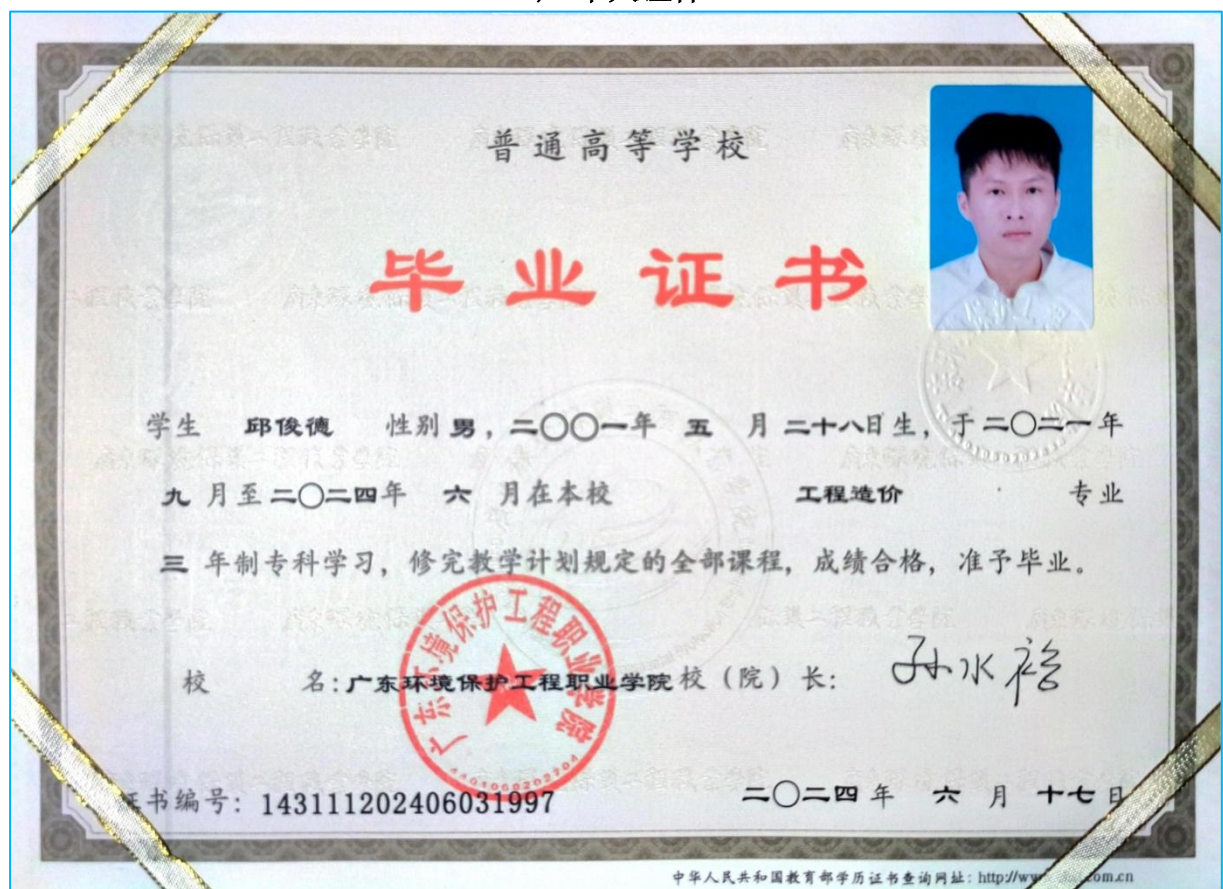 普通高等学校
毕业证书
学生 邱俊德 性别 男，二〇〇一年 五 月 二十八日生，于二〇二一年
九 月至二〇二四年 六 月在本校 工程造价 专业
三 年制专科学习，修完教学计划规定的全部课程，成绩合格，准予毕业。
校 名：广东环境保护工程职业学院 校（院）长： 孙水裕
广东环境保护工程职业学院
书编号：143111202406031997 二〇二四 年 六 月 十七 日
中华人民共和国教育部学历证书查询网址：http://www